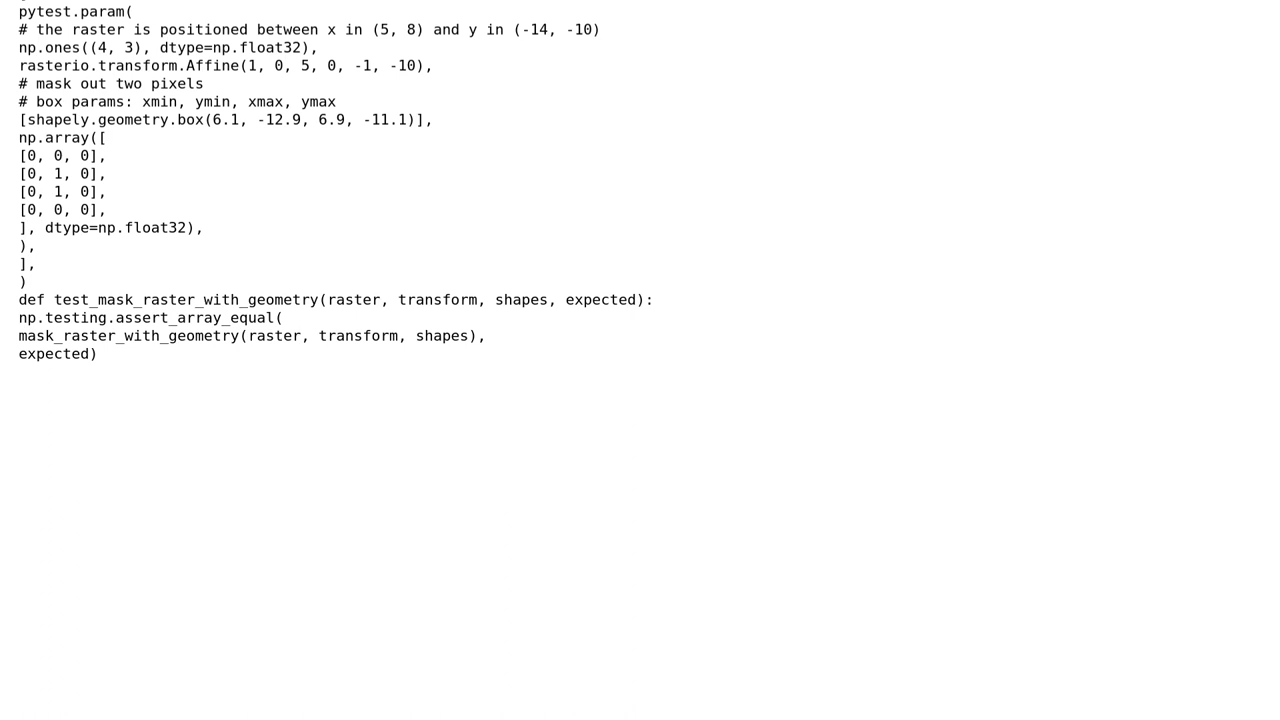 pytest.param(
# the raster is positioned between x in (5, 8) and y in (-14, -10)
np.ones((4, 3), dtype=np.float32),
rasterio.transform.Affine(1, 0, 5, 0, -1, -10),
# mask out two pixels
# box params: xmin, ymin, xmax, ymax
[shapely.geometry.box(6.1, -12.9, 6.9, -11.1)],
np.array([
[0, 0, 0],
[0, 1, 0],
[0, 1, 0],
[0, 0, 0],
], dtype=np.float32),
),
],
)
def test_mask_raster_with_geometry(raster, transform, shapes, expected):
np.testing.assert_array_equal(
mask_raster_with_geometry(raster, transform, shapes),
expected)